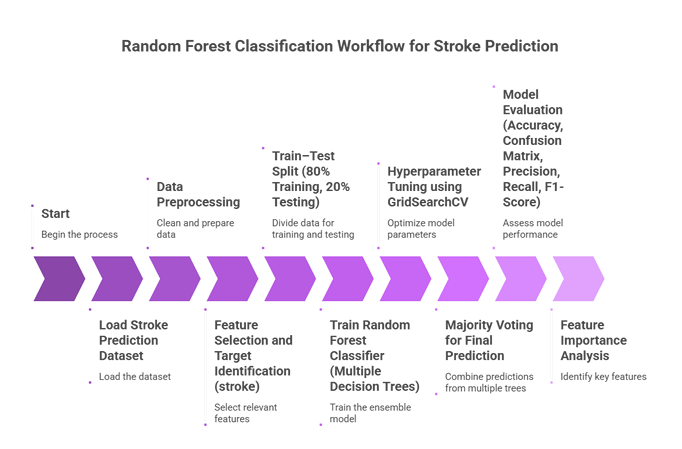 Random Forest Classification Workflow for Stroke Prediction
Start
Begin the process
Load Stroke
Prediction
Dataset
Load the dataset
Data
Preprocessing
Clean and prepare
data
Feature
Selection and
Target
Identification
(stroke)
Select relevant
features
Train–Test
Split (80%
Training, 20%
Testing)
Divide data for
training and testing
Train Random
Forest
Classifier
(Multiple
Decision Trees)
Train the ensemble
model
Hyperparameter
Tuning using
GridSearchCV
Optimize model
parameters
Majority Voting
for Final
Prediction
Combine predictions
from multiple trees
Model
Evaluation
(Accuracy,
Confusion
Matrix,
Precision,
Recall, F1-
Score)
Assess model
performance
Feature
Importance
Analysis
Identify key features